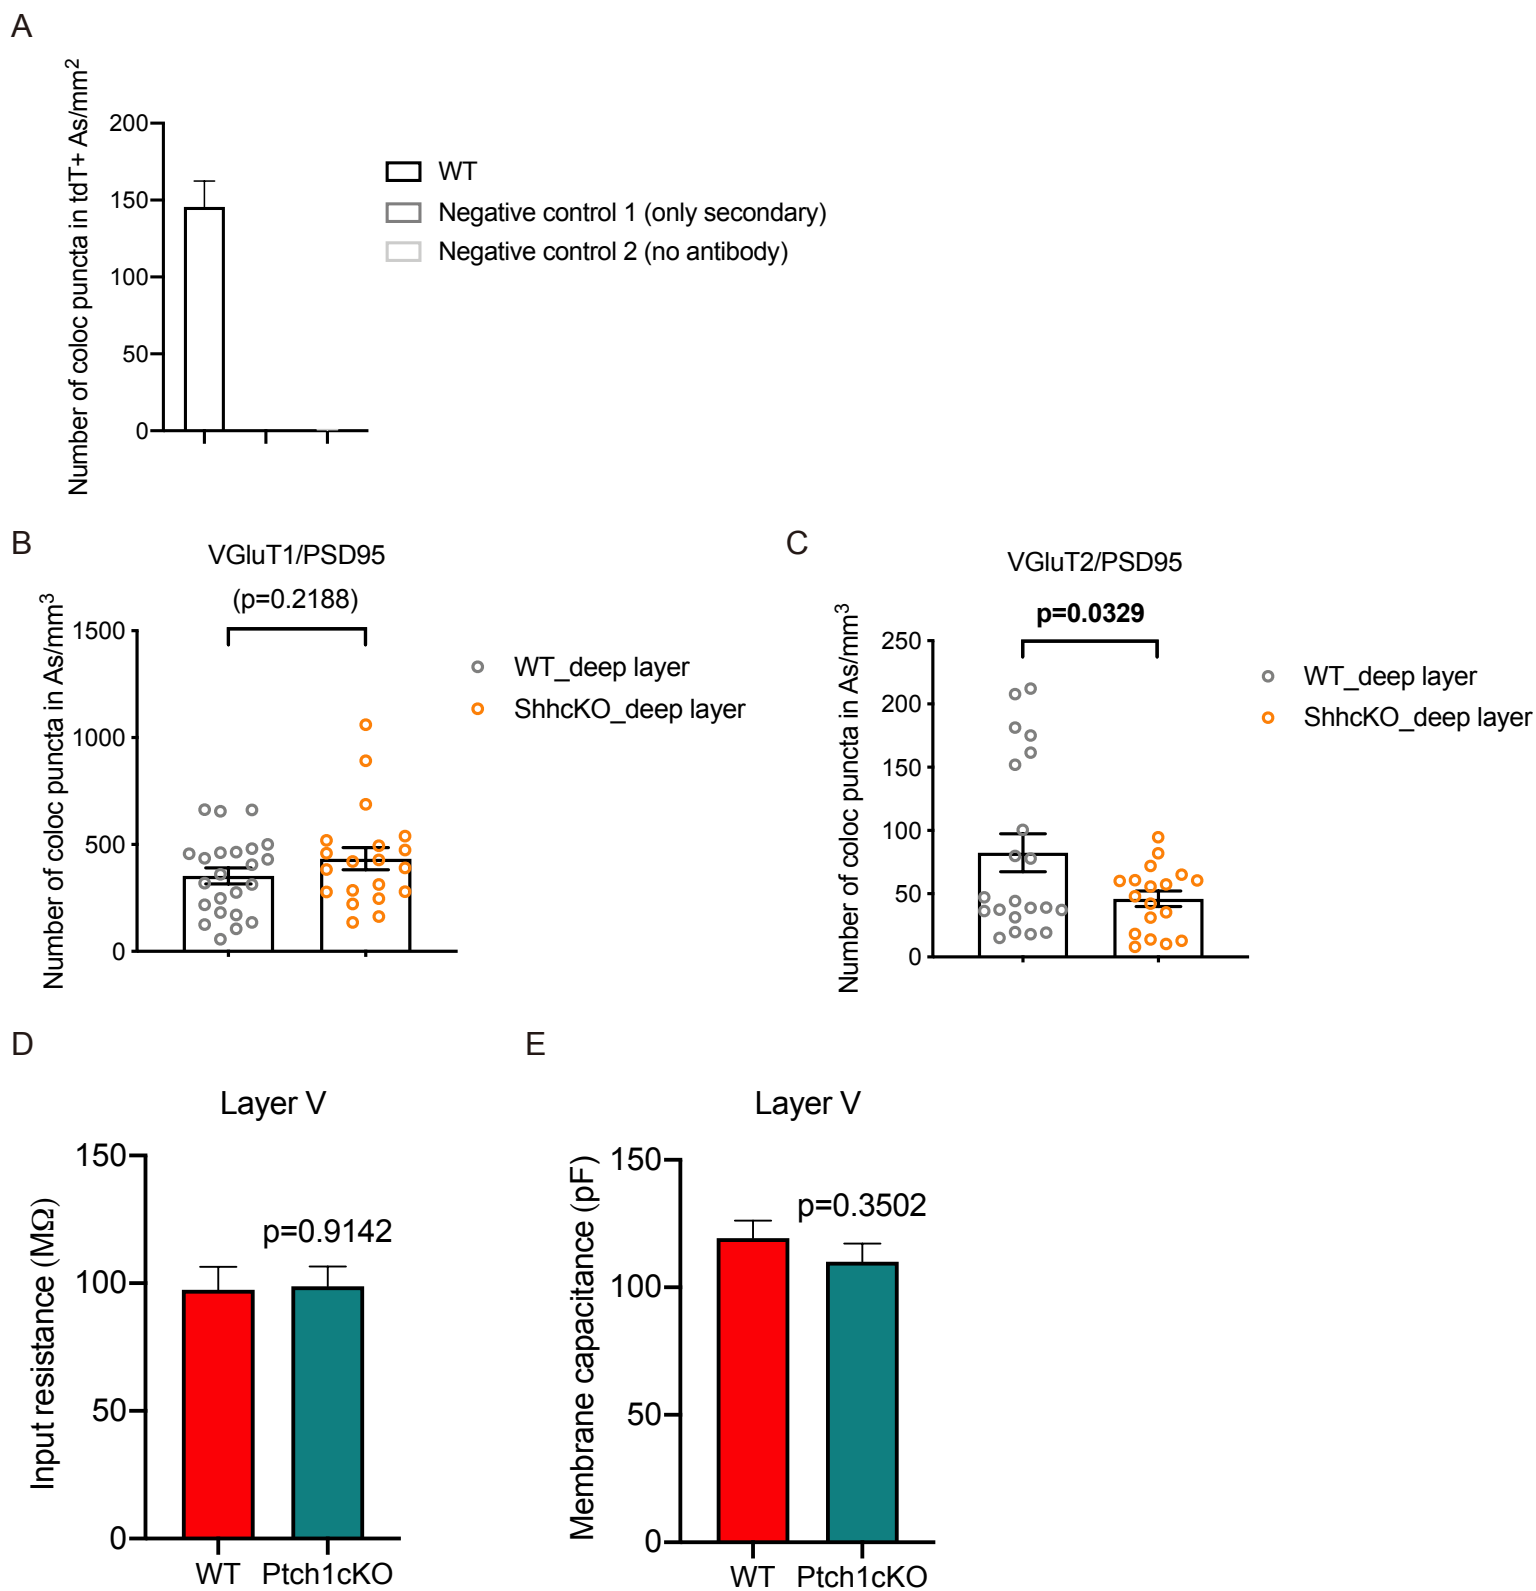 A
Number of coloc puncta in tdT+ As/mm²
200
150
100
50
0
WT
Negative control 1 (only secondary)
Negative control 2 (no antibody)
B
VGluT1/PSD95
(p=0.2188)
Number of coloc puncta in As/mm³
1500
1000
500
0
WT_deep layer
ShhcKO_deep layer
C
VGluT2/PSD95
p=0.0329
Number of coloc puncta in As/mm³
250
200
150
100
50
0
WT_deep layer
ShhcKO_deep layer
D
Layer V
Input resistance (MΩ)
150
100
50
0
p=0.9142
WT Ptch1cKO
E
Layer V
Membrane capacitance (pF)
150
100
50
0
p=0.3502
WT Ptch1cKO